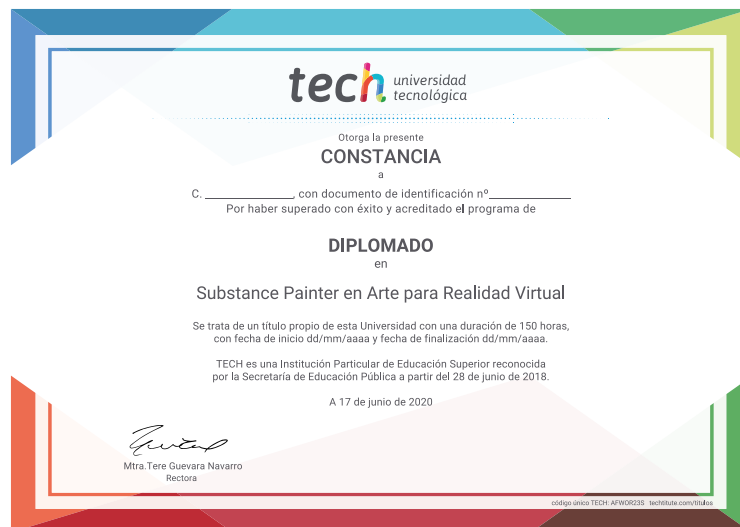 tech universidad
tecnológica
Otorga la presente
CONSTANCIA
a
C. ______________, con documento de identificación nº______________
Por haber superado con éxito y acreditado el programa de
DIPLOMADO
en
Substance Painter en Arte para Realidad Virtual
Se trata de un título propio de esta Universidad con una duración de 150 horas,
con fecha de inicio dd/mm/aaaa y fecha de finalización dd/mm/aaaa.
TECH es una Institución Particular de Educación Superior reconocida
por la Secretaría de Educación Pública a partir del 28 de junio de 2018.
A 17 de junio de 2020
Mtra.Tere Guevara Navarro
Rectora
código único TECH: AFWOR23S techtitute.com/títulos